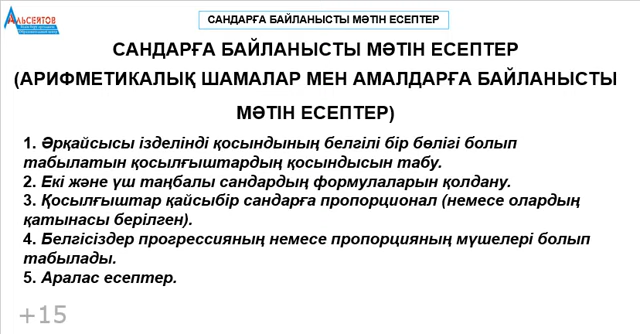 АЛЬСЕЙТОВ
САНДАРҒА БАЙЛАНЫСТЫ МӘТІН ЕСЕПТЕР
САНДАРҒА БАЙЛАНЫСТЫ МӘТІН ЕСЕПТЕР
(АРИФМЕТИКАЛЫҚ ШАМАЛАР МЕН АМАЛДАРҒА БАЙЛАНЫСТЫ
МӘТІН ЕСЕПТЕР)
1. Әрқайсысы ізделінді қосындының белгілі бір бөлігі болып
табылатын қосылғыштардың қосындысын табу.
2. Екі және үш таңбалы сандардың формулаларын қолдану.
3. Қосылғыштар қайсыбір сандарға пропорционал (немесе олардың
қатынасы берілген).
4. Белгісіздер прогрессияның немесе пропорцияның мүшелері болып
табылады.
5. Аралас есептер.
+15